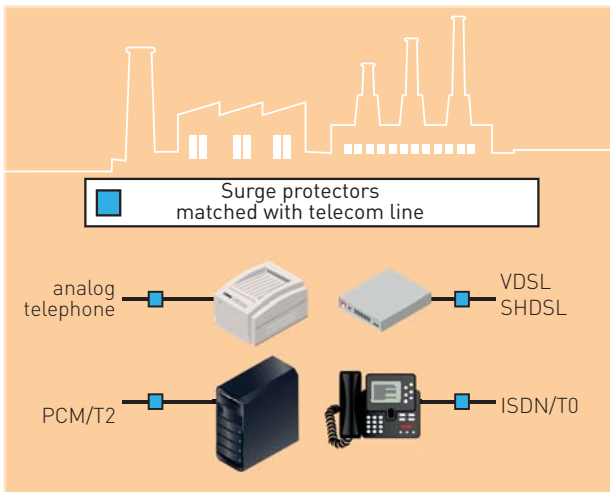 Surge protectors
matched with telecom line
analog
telephone
VDSL
SHDSL
PCM/T2
ISDN/T0